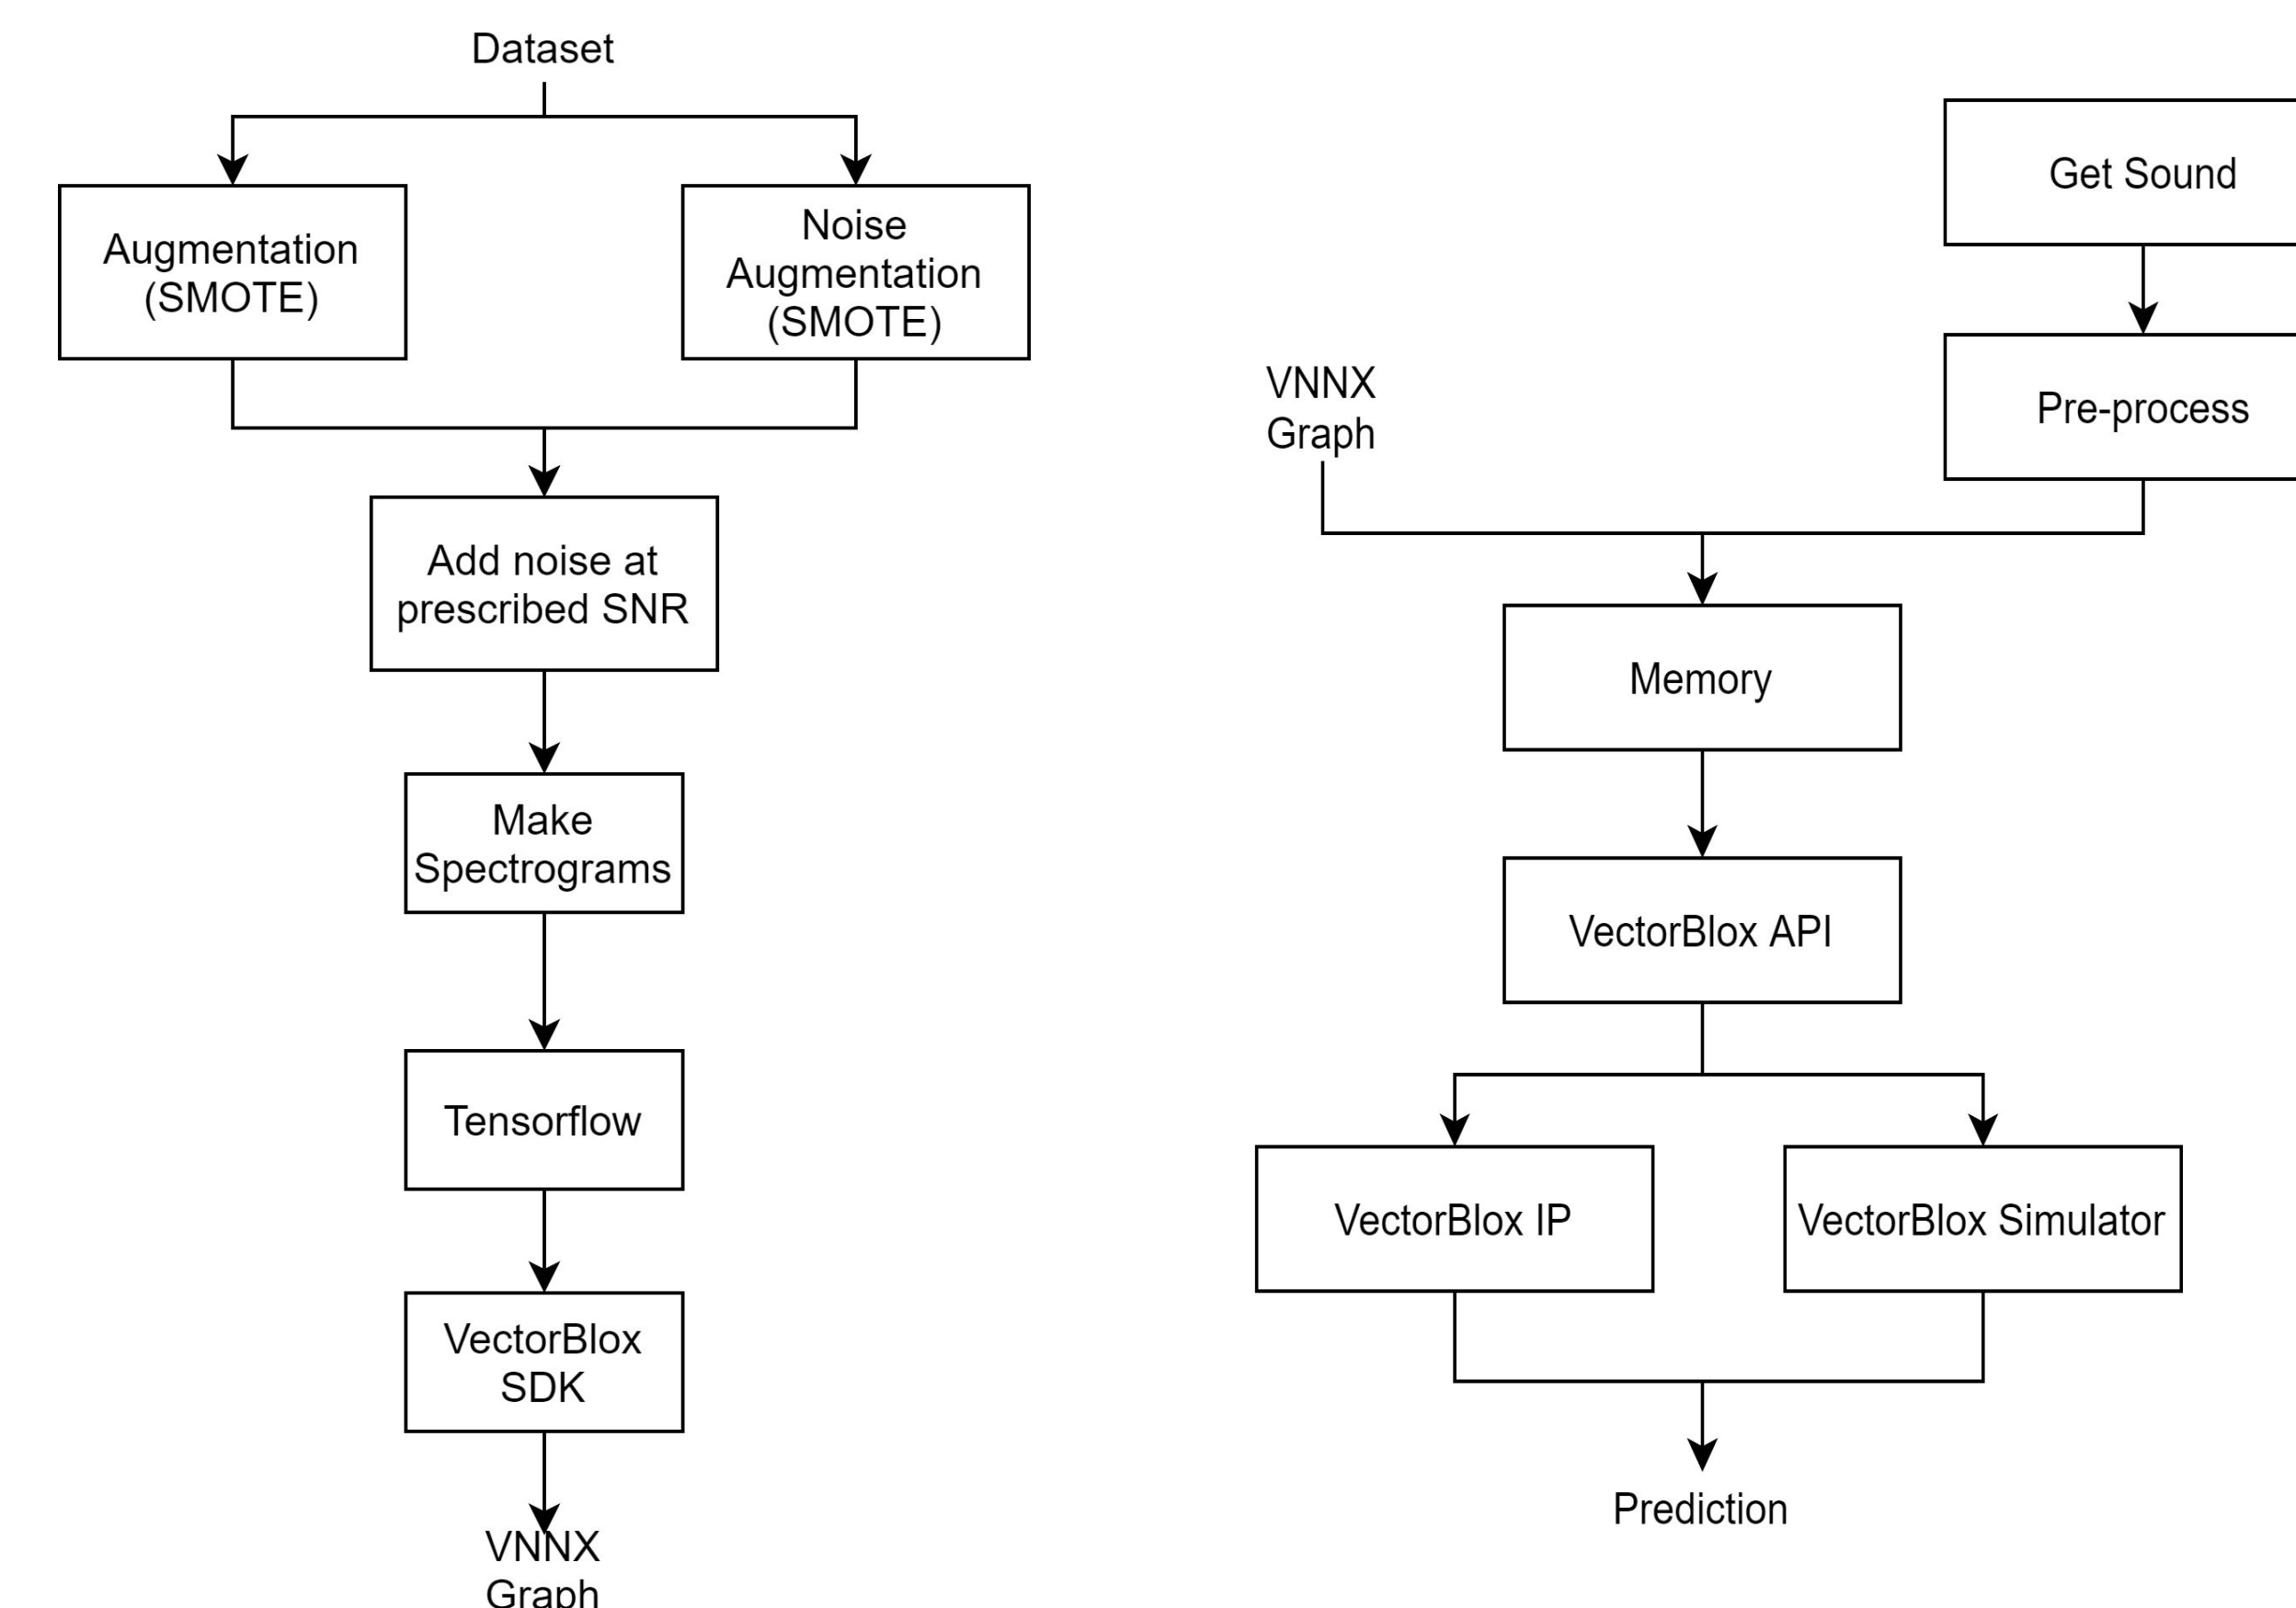 Dataset
Augmentation
(SMOTE)
Noise
Augmentation
(SMOTE)
Add noise at
prescribed SNR
Make
Spectrograms
Tensorflow
VectorBlox
SDK
VNNX
Graph
Get Sound
Pre-process
VNNX
Graph
Memory
VectorBlox API
VectorBlox IP
VectorBlox Simulator
Prediction